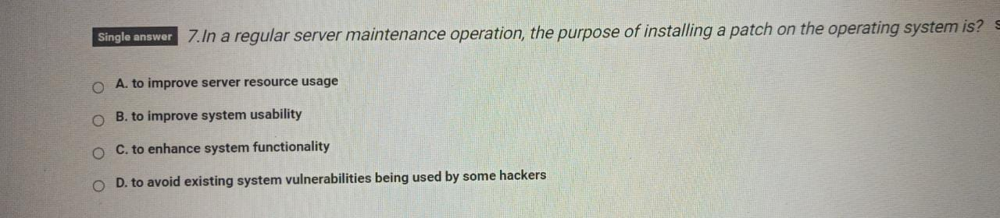 Single answer 7.In a regular server maintenance operation, the purpose of installing a patch on the operating system is?
A. to improve server resource usage
B. to improve system usability
C. to enhance system functionality
D. to avoid existing system vulnerabilities being used by some hackers